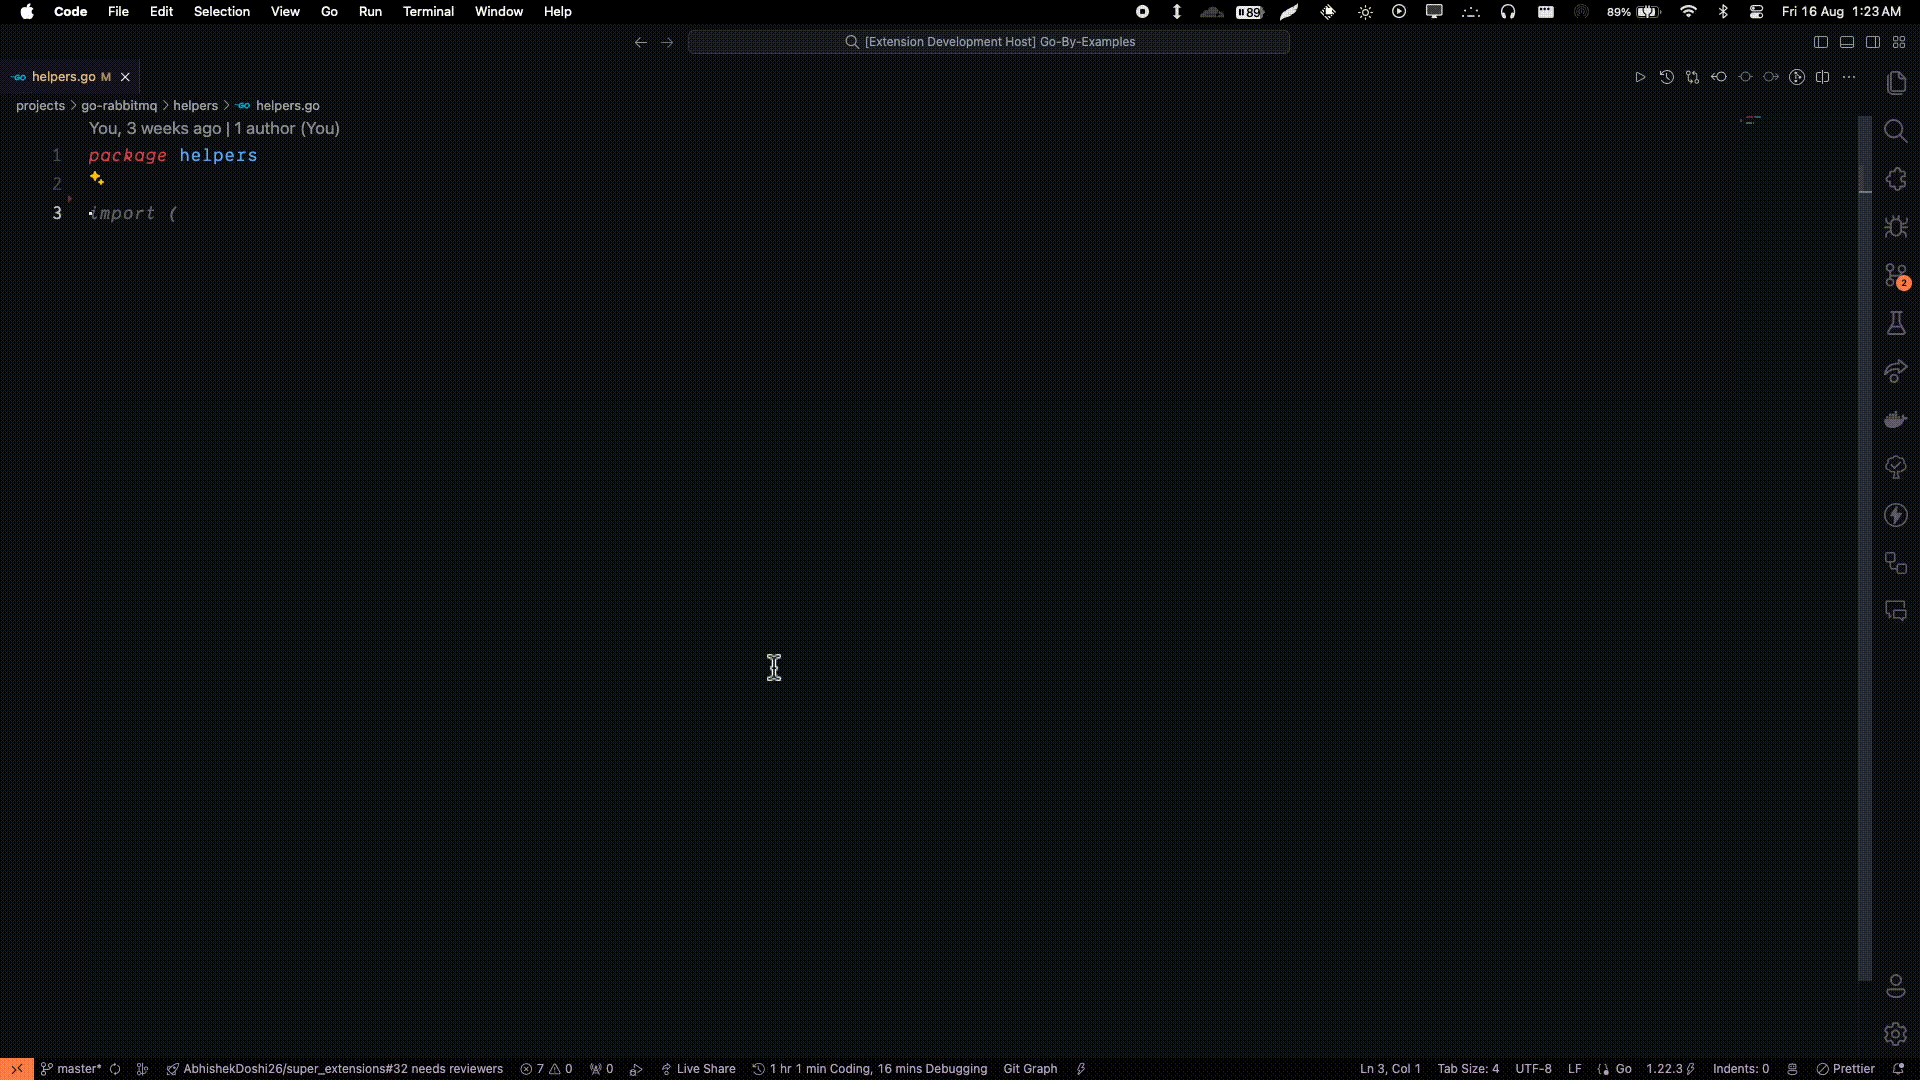 Code File Edit Selection View Go Run Terminal Window Help 89 89% Fri 16 Aug 1:23 AM
[Extension Development Host] Go-By-Examples
helpers.go M
projects > go-rabbitmq > helpers > helpers.go
You, 3 weeks ago | 1 author (You)
1 package helpers
2
3 import (
2
master* AbhishekDoshi26/super_extensions#32 needs reviewers 7 0 0 Live Share 1 hr 1 min Coding, 16 mins Debugging Git Graph Ln 3, Col 1 Tab Size: 4 UTF-8 LF Go 1.22.3 Indents: 0 Prettier